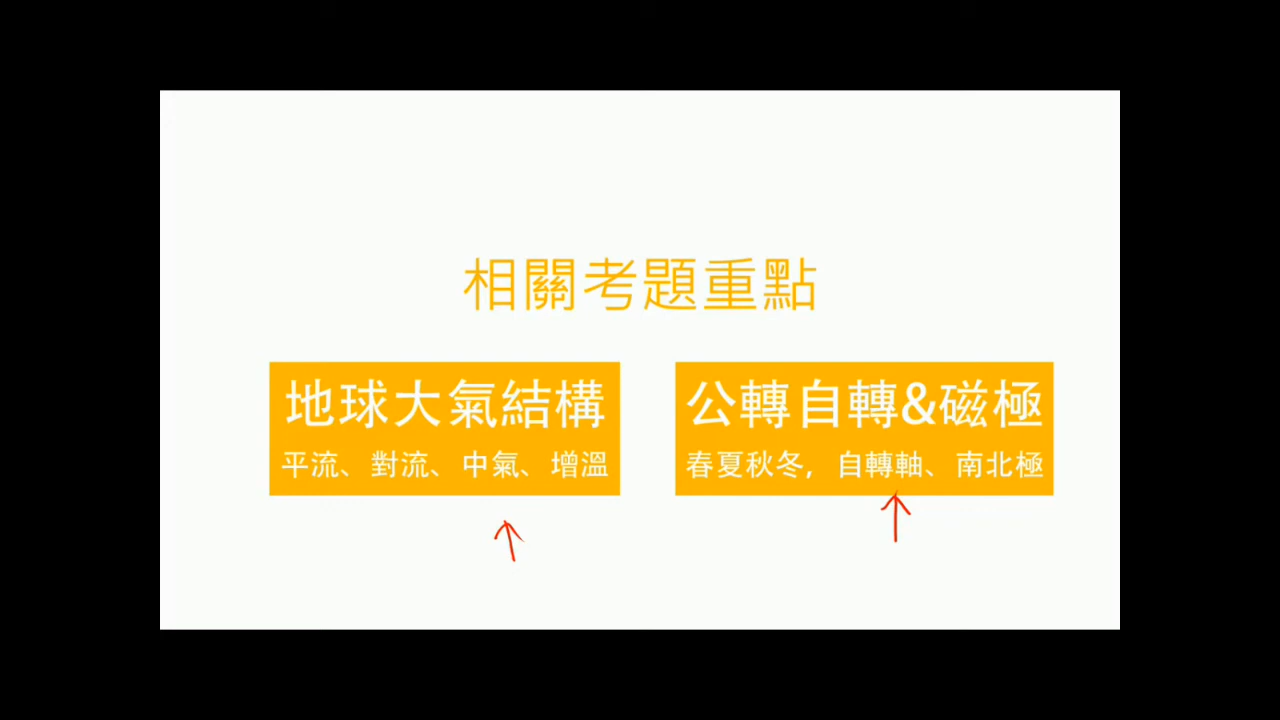 相關考題重點
地球大氣結構
平流、對流、中氣、增溫
公轉自轉&磁極
春夏秋冬，自轉軸、南北極